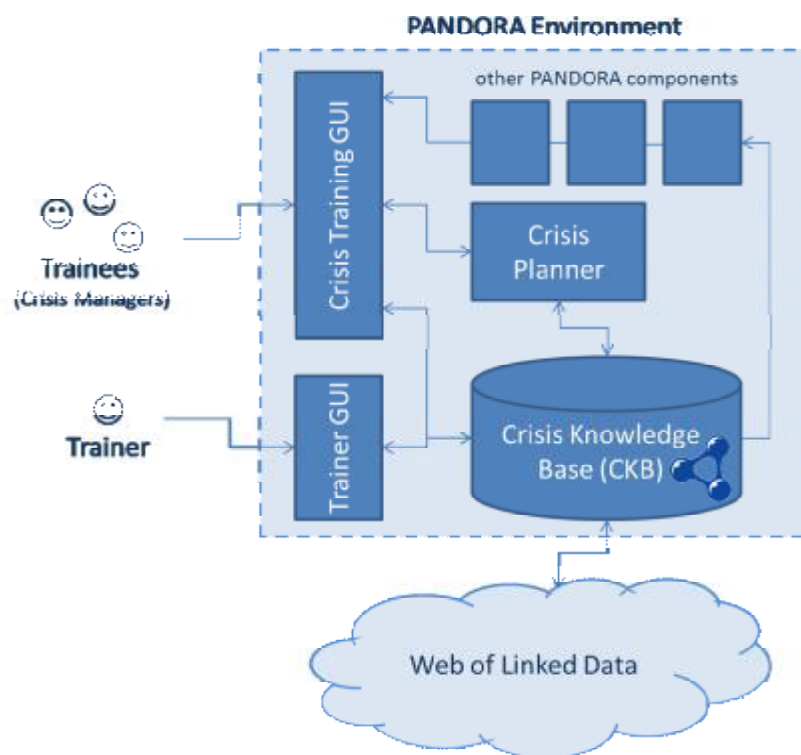 PANDORA Environment
other PANDORA components
Crisis Training GUI
Crisis
Planner
Trainees
(Crisis Managers)
Trainer GUI
Trainer
Crisis Knowledge
Base (CKB)
Web of Linked Data